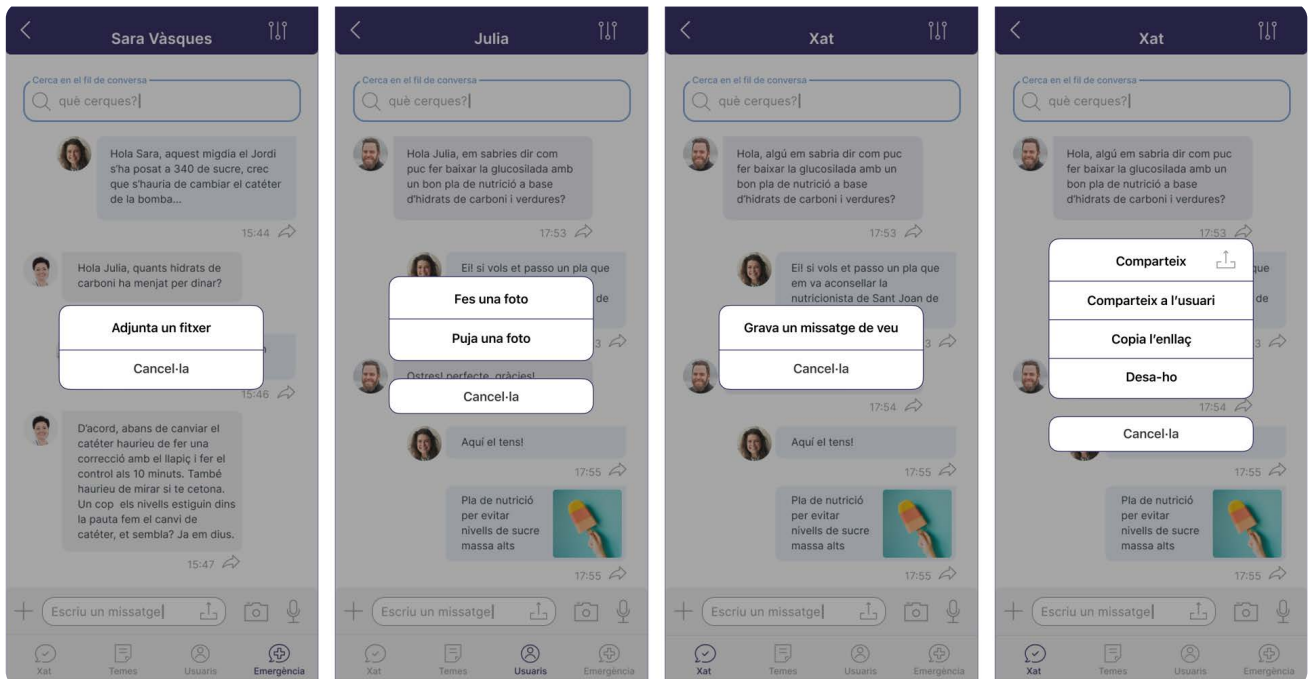 Sara Vàsques
Cerca en el fil de conversa
què cerques?
Hola Sara, aquest migdia el Jordi
s'ha posat a 340 de sucre, crec
que s'hauria de cambiar el catéter
de la bomba...
15:44
Hola Julia, quants hidrats de
carboni ha menjat per dinar?
Adjunta un fitxer
Cancel·la
15:46
D'acord, abans de canviar el
catéter haurieu de fer una
correcció amb el llapiç i fer el
control als 10 minuts. També
haurieu de mirar si te cetona.
Un cop els nivells estiguin dins
la pauta fem el canvi de
catéter, et sembla? Ja em dius.
15:47
Escriu un missatge
Xat
Temes
Usuaris
Emergència
Julia
Cerca en el fil de conversa
què cerques?
Hola Julia, em sabries dir com
puc fer baixar la glucosilada amb
un bon pla de nutrició a base
d'hidrats de carboni i verdures?
17:53
Ei! si vols et passo un pla que
de
Fes una foto
Puja una foto
3
Ostres! perfecte, gràcies!
Cancel·la
Aquí el tens!
17:55
Pla de nutrició
per evitar
nivells de sucre
massa alts
17:55
Escriu un missatge
Xat
Temes
Usuaris
Emergència
Xat
Cerca en el fil de conversa
què cerques?
Hola, algú em sabria dir com puc
fer baixar la glucosilada amb un
bon pla de nutrició a base
d'hidrats de carboni i verdures?
17:53
Ei! si vols et passo un pla que
em va aconsellar la
nutricionista de Sant Joan de
Grava un missatge de veu
3
Cancel·la
17:54
Aquí el tens!
17:55
Pla de nutrició
per evitar
nivells de sucre
massa alts
17:55
Escriu un missatge
Xat
Temes
Usuaris
Emergència
Xat
Cerca en el fil de conversa
què cerques?
Hola, algú em sabria dir com puc
fer baixar la glucosilada amb un
bon pla de nutrició a base
d'hidrats de carboni i verdures?
17:53
Comparteix
que
Comparteix a l'usuari
de
Copia l'enllaç
3
Desa-ho
17:54
Cancel·la
17:55
Pla de nutrició
per evitar
nivells de sucre
massa alts
17:55
Escriu un missatge
Xat
Temes
Usuaris
Emergència